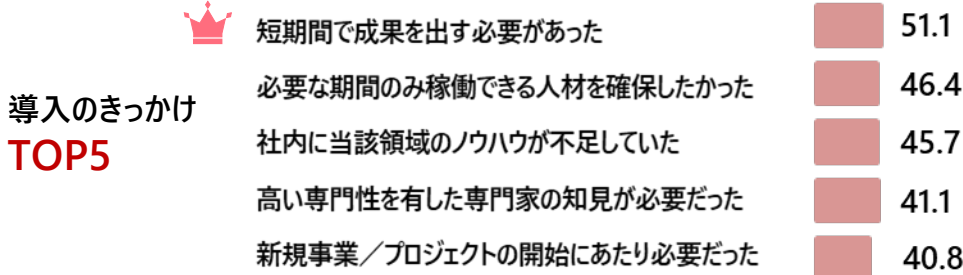 導入のきっかけ
TOP5
短期間で成果を出す必要があった 51.1
必要な期間のみ稼働できる人材を確保したかった 46.4
社内に当該領域のノウハウが不足していた 45.7
高い専門性を有した専門家の知見が必要だった 41.1
新規事業／プロジェクトの開始にあたり必要だった 40.8